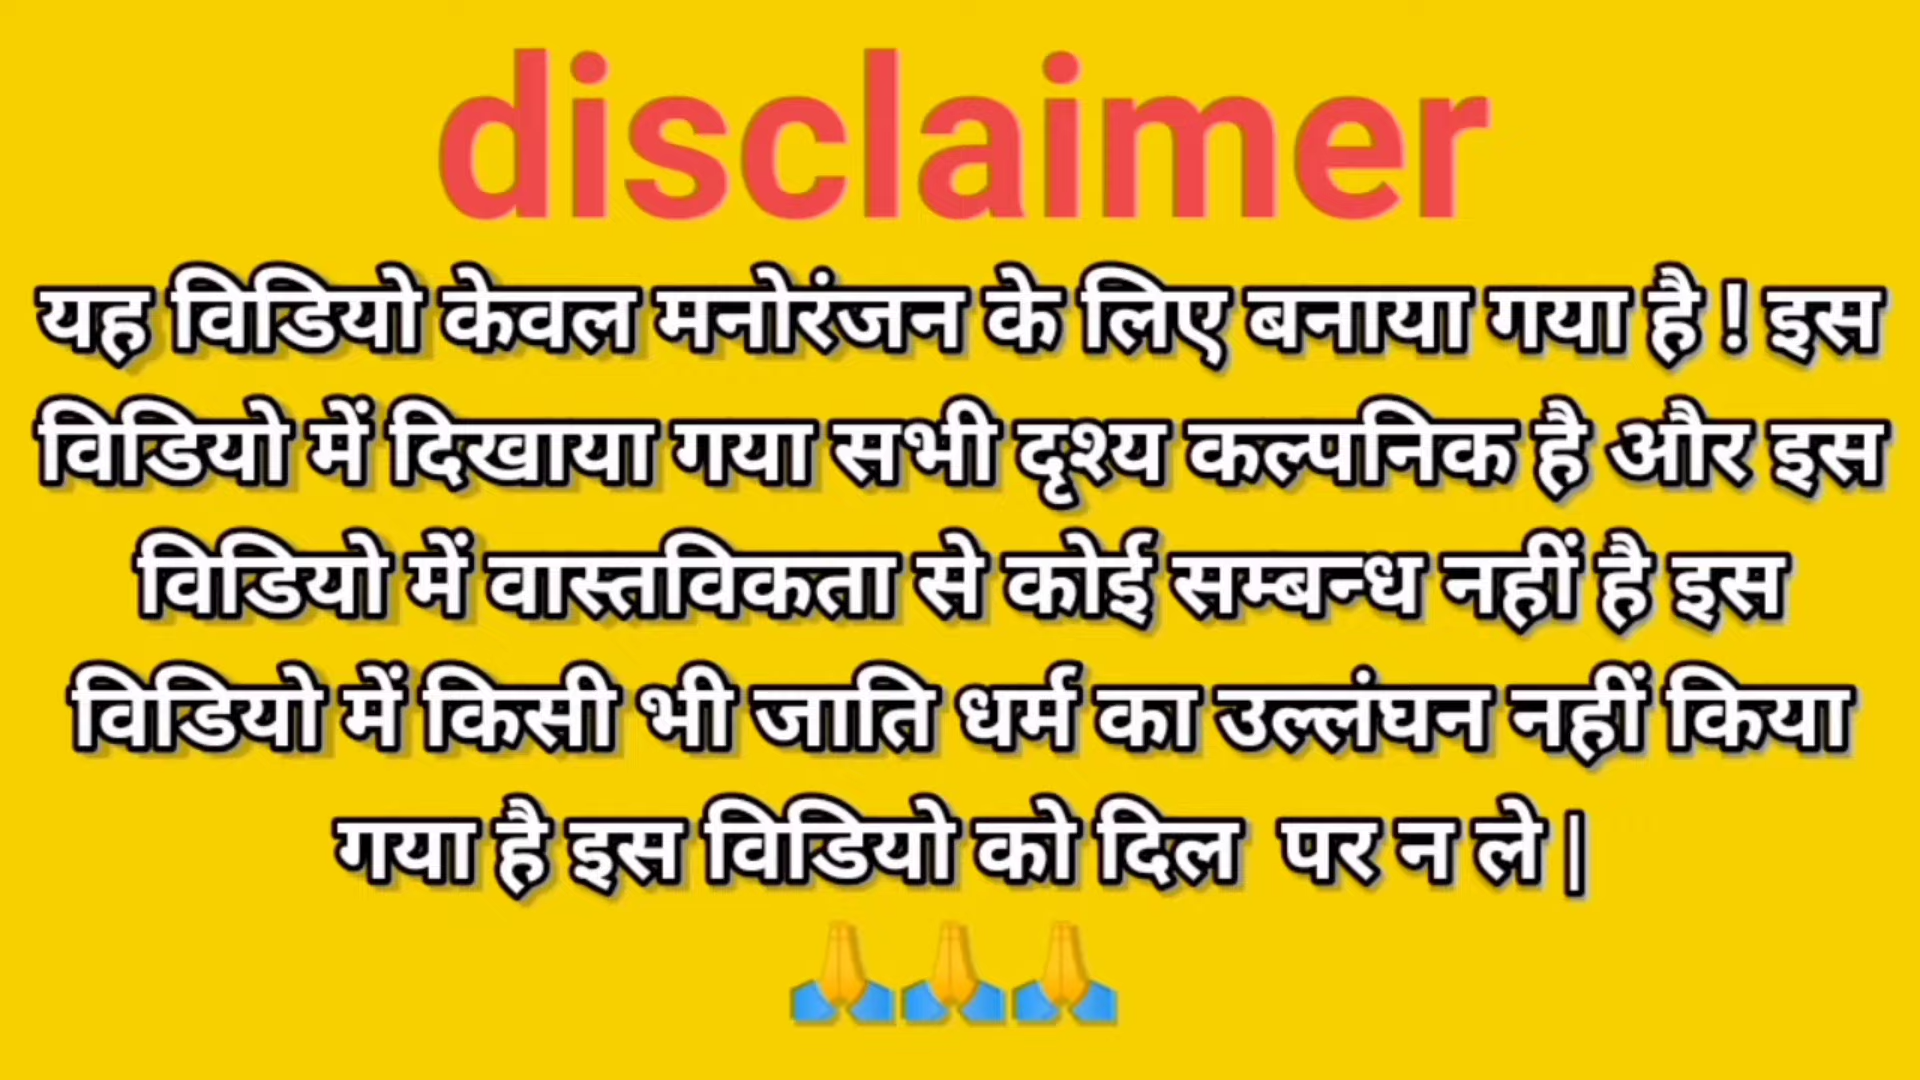 disclaimer
यह विडियो केवल मनोरंजन के लिए बनाया गया है ! इस
विडियो में दिखाया गया सभी दृश्य कल्पनिक है और इस
विडियो में वास्तविकता से कोई सम्बन्ध नहीं है इस
विडियो में किसी भी जाति धर्म का उल्लंघन नहीं किया
गया है इस विडियो को दिल पर न ले |
🙏🙏🙏